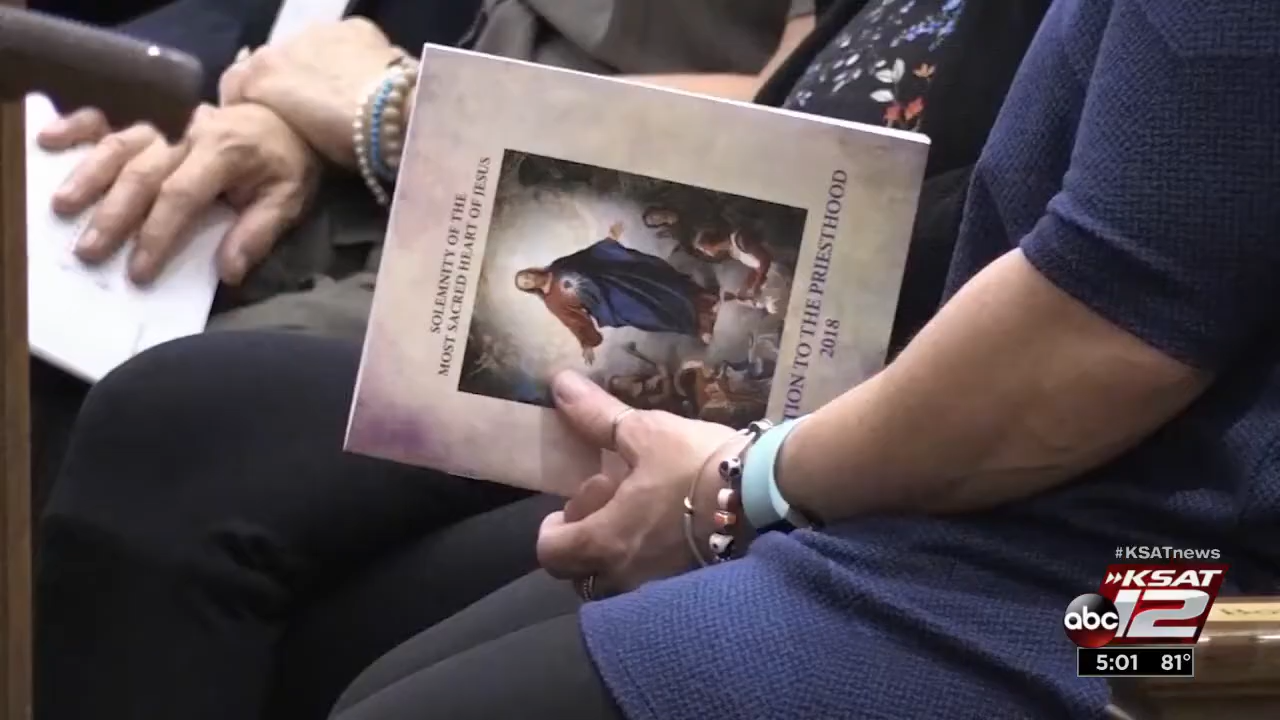 SOLEMNITY OF THE
MOST SACRED HEART OF JESUS
TION TO THE PRIESTHOOD
2018
#KSATnews
KSAT
abc 12
5:01 81°